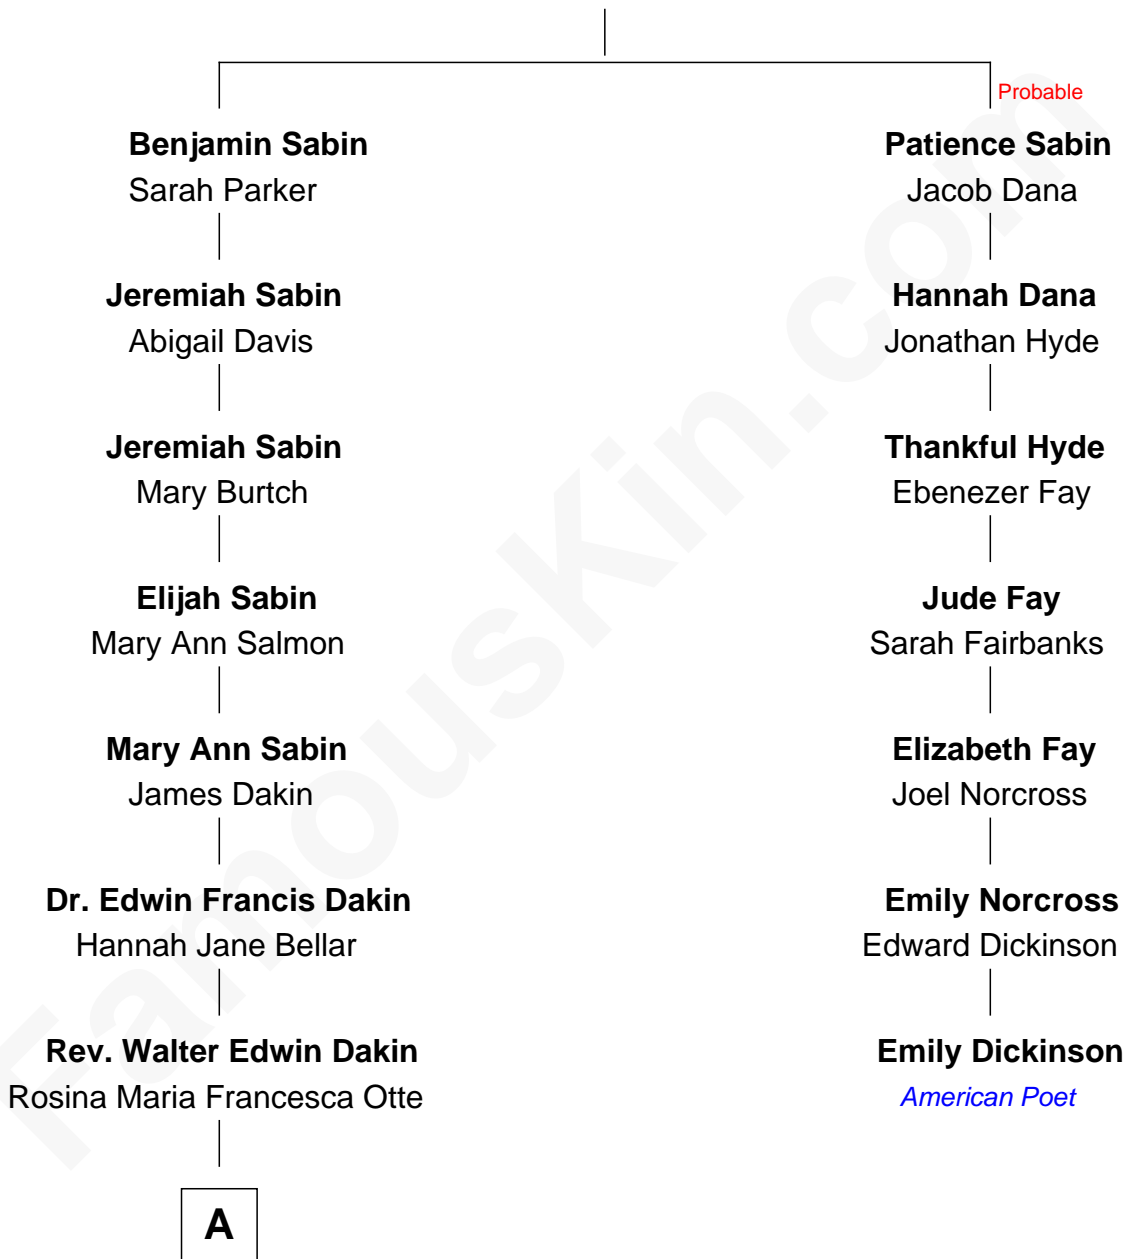 Probable
Benjamin Sabin
Sarah Parker
Patience Sabin
Jacob Dana
Jeremiah Sabin
Abigail Davis
Hannah Dana
Jonathan Hyde
Jeremiah Sabin
Mary Burtch
Thankful Hyde
Ebenezer Fay
Elijah Sabin
Mary Ann Salmon
Jude Fay
Sarah Fairbanks
Mary Ann Sabin
James Dakin
Elizabeth Fay
Joel Norcross
Dr. Edwin Francis Dakin
Hannah Jane Bellar
Emily Norcross
Edward Dickinson
Rev. Walter Edwin Dakin
Rosina Maria Francesca Otte
Emily Dickinson
American Poet
A
FamousKin.com